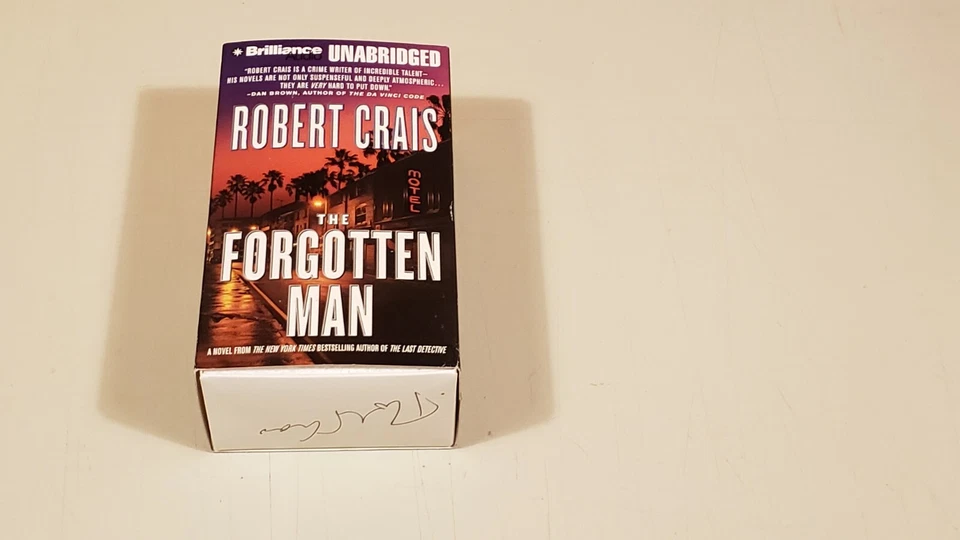 Brilliance Audio UNABRIDGED
"ROBERT CRAIS IS A CRIME WRITER OF INCREDIBLE TALENT—
HIS NOVELS ARE NOT ONLY SUSPENSEFUL AND DEEPLY ATMOSPHERIC...
THEY ARE VERY HARD TO PUT DOWN."
–DAN BROWN, AUTHOR OF THE DA VINCI CODE
ROBERT CRAIS
MOTEL
THE
FORGOTTEN
MAN
A NOVEL FROM THE NEW YORK TIMES BESTSELLING AUTHOR OF THE LAST DETECTIVE